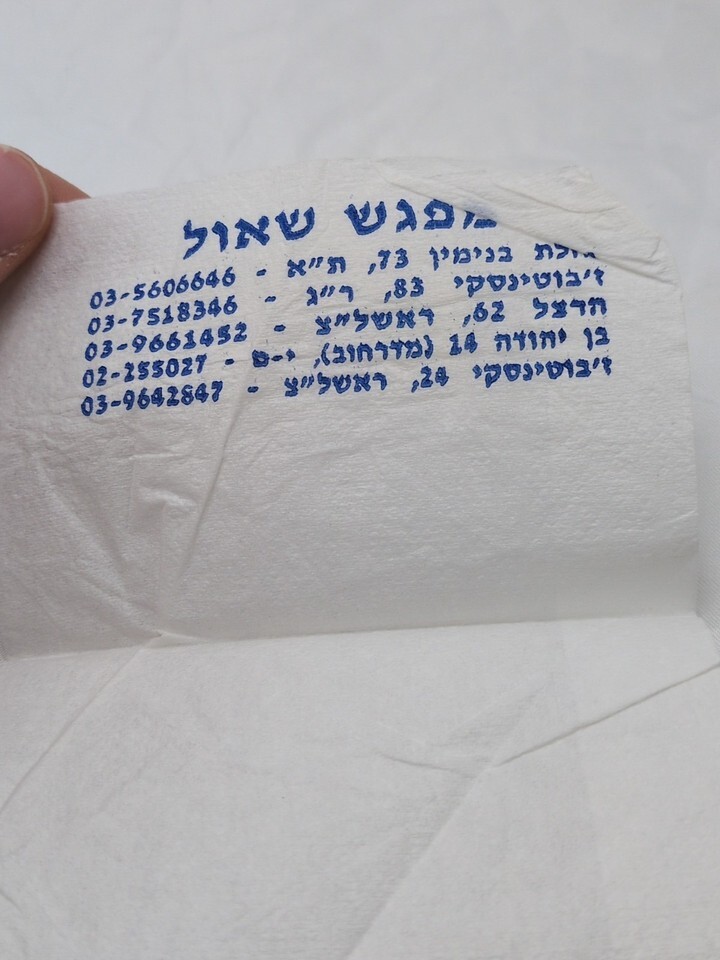 מפגש שאול
נחלת בנימין 73, ת"א - 03-5606646
ז'בוטינסקי 83, ר"ג - 03-7518346
הרצל 62, ראשל"צ - 03-9661452
בן יהודה 14 (מדרחוב), י-ם - 02-255027
ז'בוטינסקי 24, ראשל"צ - 03-9642847